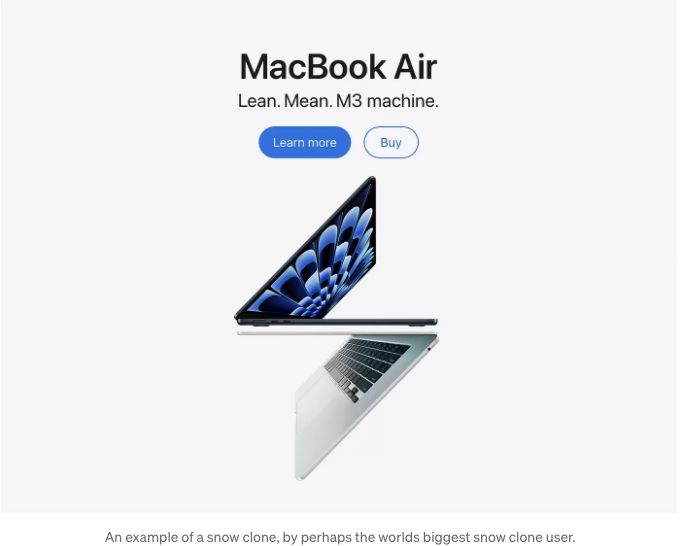 MacBook Air
Lean. Mean. M3 machine.
Learn more
Buy
An example of a snow clone, by perhaps the worlds biggest snow clone user.